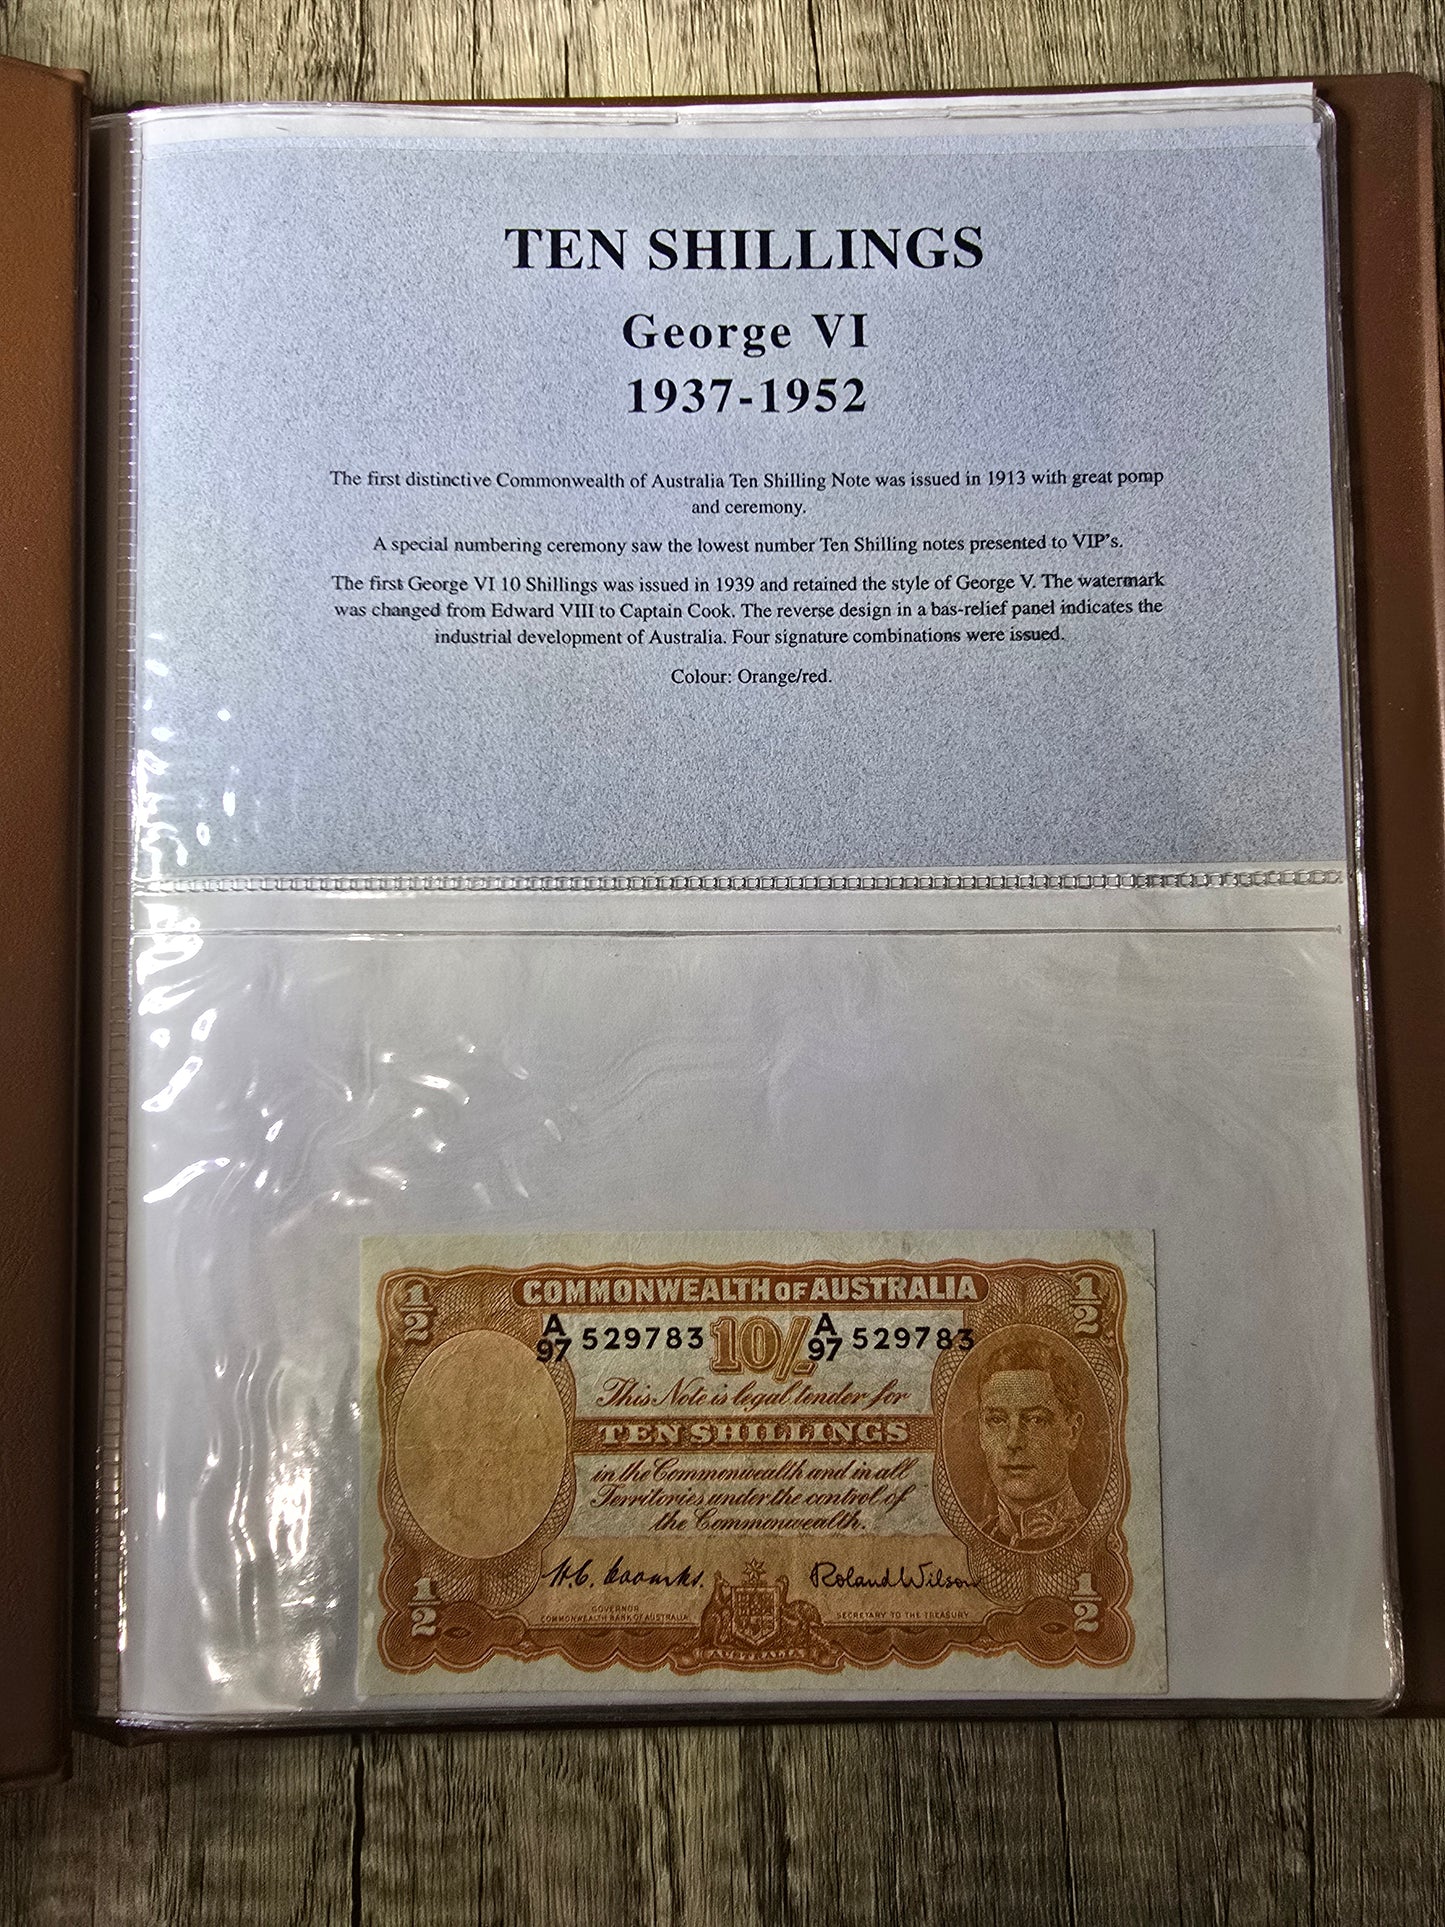 TEN SHILLINGS
George VI
1937-1952
The first distinctive Commonwealth of Australia Ten Shilling Note was issued in 1913 with great pomp
and ceremony.
A special numbering ceremony saw the lowest number Ten Shilling notes presented to VIP's.
The first George VI 10 Shillings was issued in 1939 and retained the style of George V. The watermark
was changed from Edward VIII to Captain Cook. The reverse design in a bas-relief panel indicates the
industrial development of Australia. Four signature combinations were issued.
Colour: Orange/red.
1/2 COMMONWEALTH OF AUSTRALIA 1/2
A/97 529783 10/- A/97 529783
This Note is legal tender for
TEN SHILLINGS
in the Commonwealth and in all
Territories under the control of
the Commonwealth.
H.C. Coombs. Roland Wilson
GOVERNOR
COMMONWEALTH BANK OF AUSTRALIA SECRETARY TO THE TREASURY
1/2 1/2
AUSTRALIA